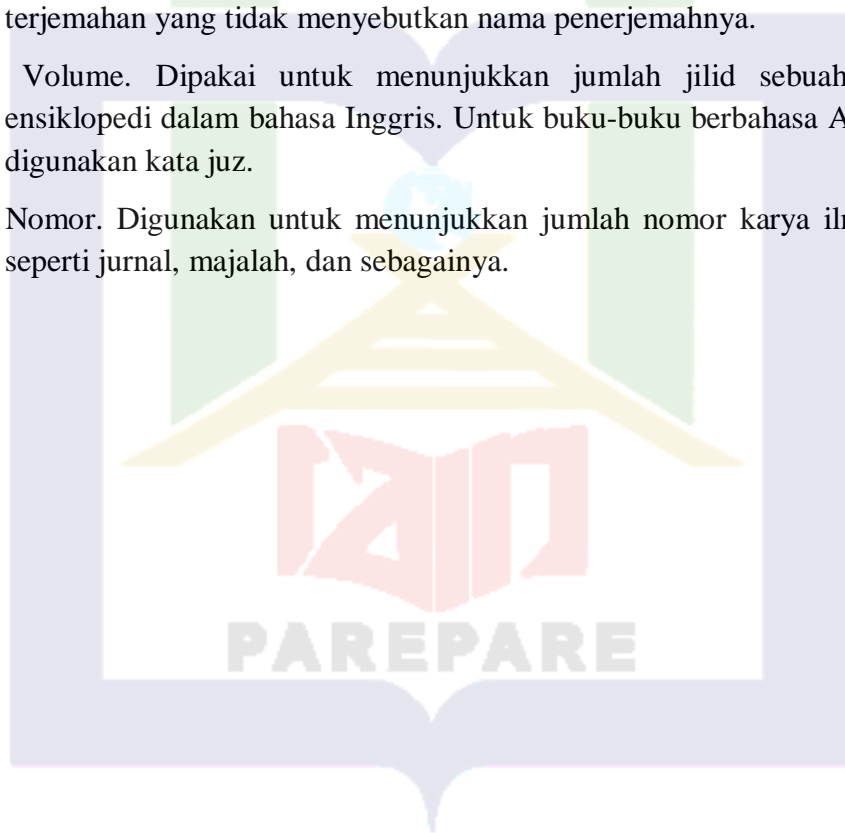 terjemahan yang tidak menyebutkan nama penerjemahnya.
Volume. Dipakai untuk menunjukkan jumlah jilid sebuah
ensiklopedi dalam bahasa Inggris. Untuk buku-buku berbahasa
digunakan kata juz.
Nomor. Digunakan untuk menunjukkan jumlah nomor karya
seperti jurnal, majalah, dan sebagainya.
iain
PAREPARE